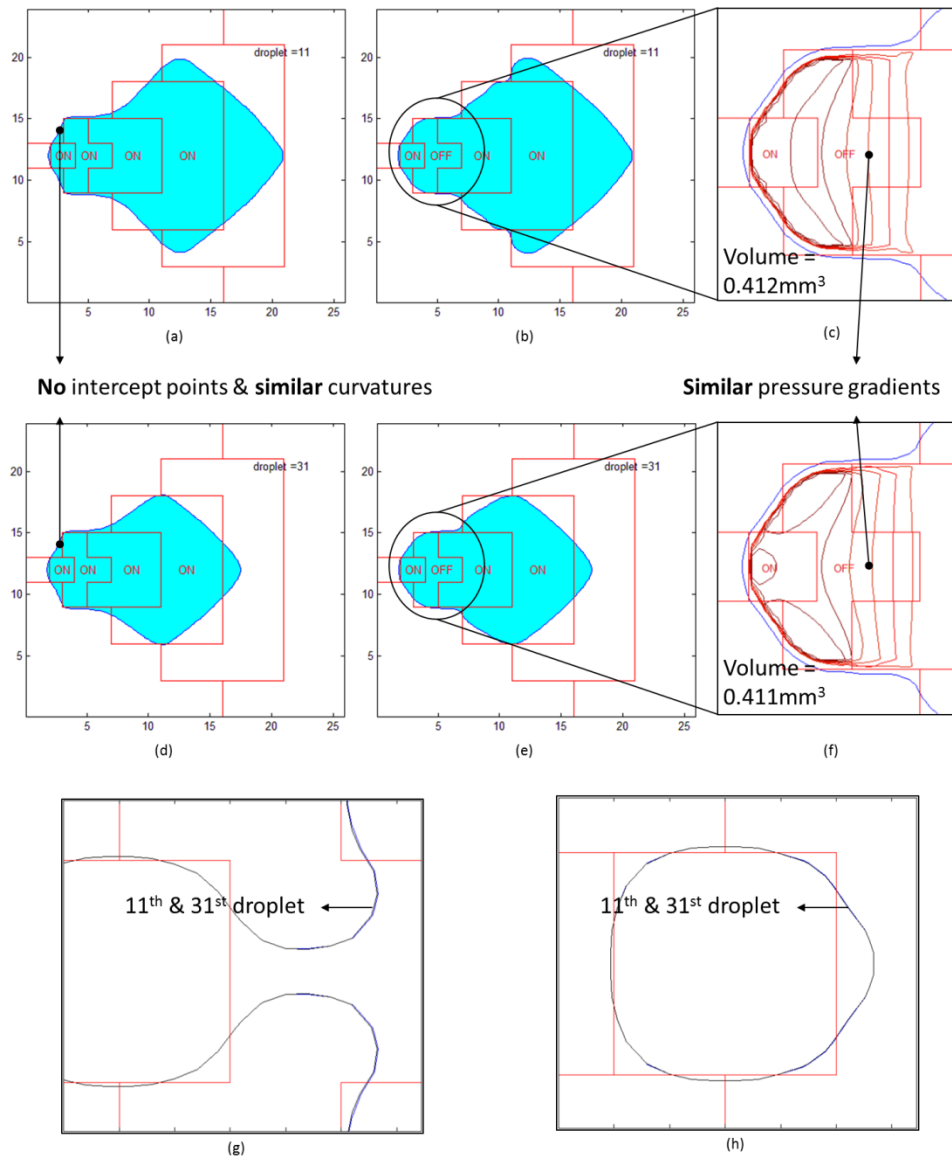 droplet =11
20
15
10
5
ON ON ON ON
5 10 15 20 25
(a)
droplet =11
20
15
10
5
ON OFF ON ON
5 10 15 20 25
(b)
ON OFF
Volume =
0.412mm³
(c)
No intercept points & similar curvatures
Similar pressure gradients
droplet =31
20
15
10
5
ON ON ON ON
5 10 15 20 25
(d)
droplet =31
20
15
10
5
ON OFF ON ON
5 10 15 20 25
(e)
ON OFF
Volume =
0.411mm³
(f)
11th & 31st droplet
(g)
11th & 31st droplet
(h)